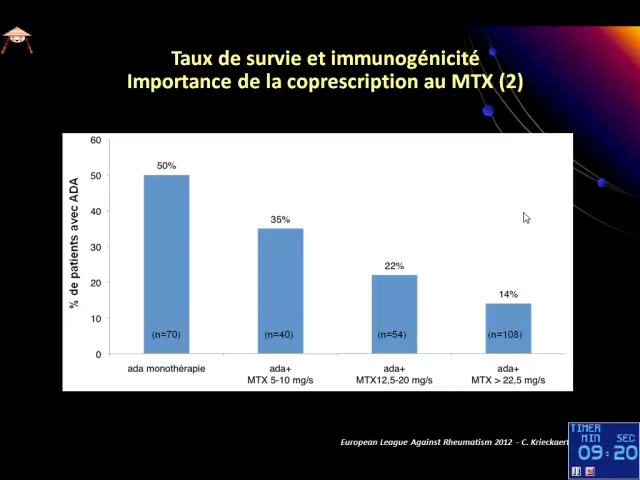 Taux de survie et immunogénicité
Importance de la coprescription au MTX (2)
60
50
40
30
20
10
0
% de patients avec ADA
50%
35%
22%
14%
(n=70)
(n=40)
(n=54)
(n=108)
ada monothérapie
ada+
MTX 5-10 mg/s
ada+
MTX12,5-20 mg/s
ada+
MTX > 22,5 mg/s
European League Against Rheumatism 2012 - C. Krieckaert
TIMER
MIN SEC
09:20